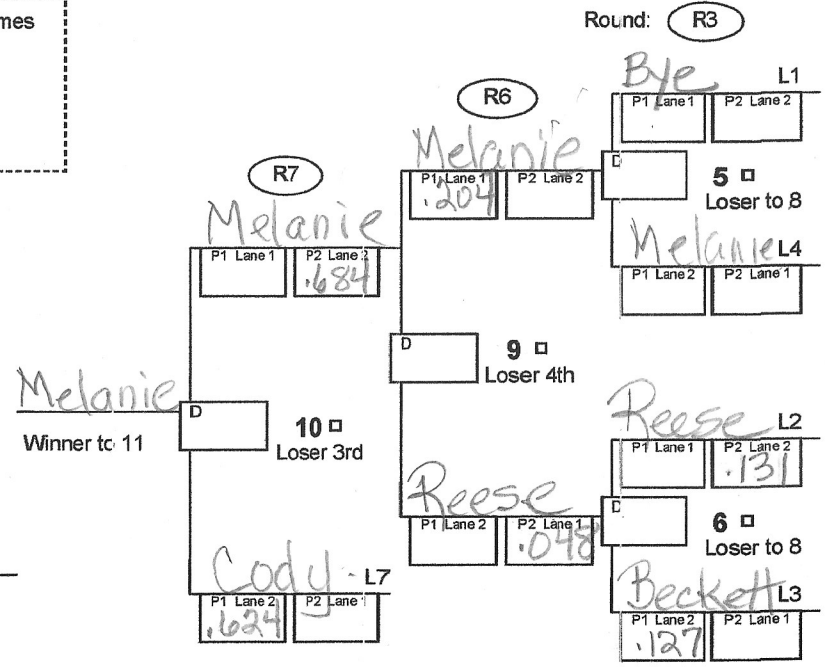 mes
Round: R3
Bye L1
P1 Lane 1 P2 Lane 2
R6
Melanie
P1 Lane 1 P2 Lane 2
.204
D
5
Loser to 8
R7
Melanie
P1 Lane 1 P2 Lane 2
.684
Melanie L4
P1 Lane 2 P2 Lane 1
D
9
Loser 4th
Melanie
D
Winner to 11
10
Loser 3rd
Reese L2
P1 Lane 1 P2 Lane 2
.131
Reese
P1 Lane 2 P2 Lane 1
.048
D
6
Loser to 8
Cody L7
P1 Lane 2 P2 Lane 1
.624
Beckett L3
P1 Lane 2 P2 Lane 1
.127